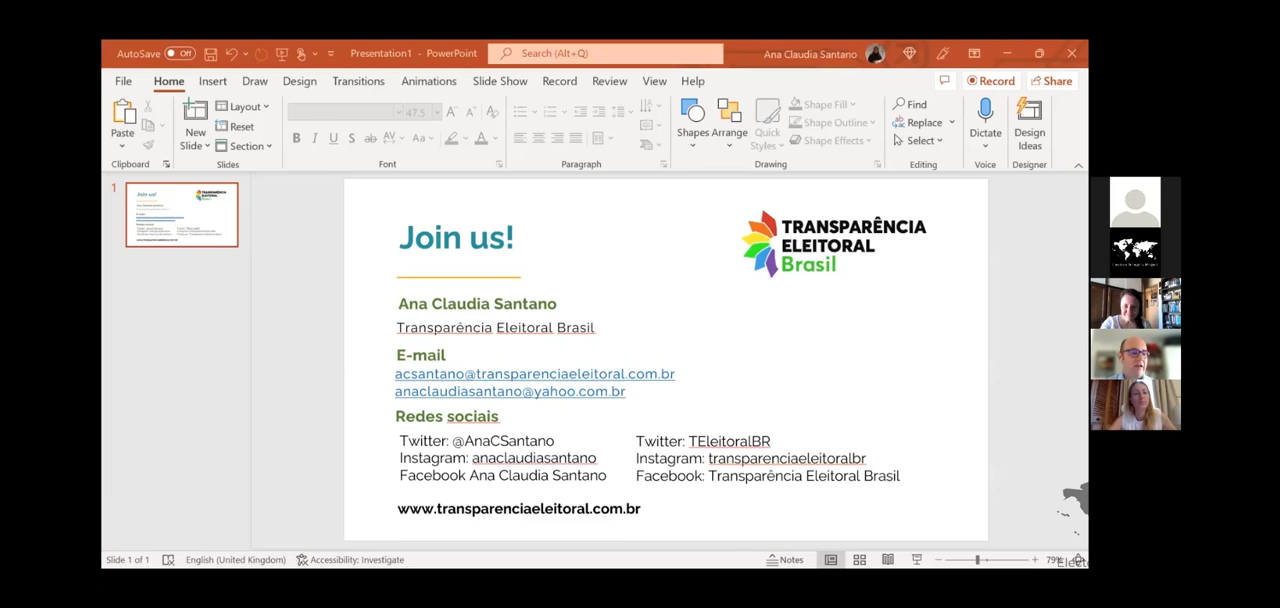 AutoSave Off Presentation1 - PowerPoint Search (Alt+Q) Ana Claudia Santano
File Home Insert Draw Design Transitions Animations Slide Show Record Review View Help Record Share
Paste
Clipboard
New Slide
Layout
Reset
Section
Slides
47.5
Font
Paragraph
Shapes
Arrange
Quick Styles
Shape Fill
Shape Outline
Shape Effects
Drawing
Find
Replace
Select
Editing
Dictate
Voice
Design Ideas
Designer
1
Join us!
TRANSPARÊNCIA
ELEITORAL
Brasil
Ana Claudia Santano
Transparência Eleitoral Brasil
E-mail
acsantano@transparenciaeleitoral.com.br
anaclaudiasantano@yahoo.com.br
Redes sociais
Twitter: @AnaCSantano
Instagram: anaclaudiasantano
Facebook Ana Claudia Santano
Twitter: TEleitoralBR
Instagram: transparenciaeleitoralbr
Facebook: Transparência Eleitoral Brasil
www.transparenciaeleitoral.com.br
Slide 1 of 1 English (United Kingdom) Accessibility: Investigate Notes 79%